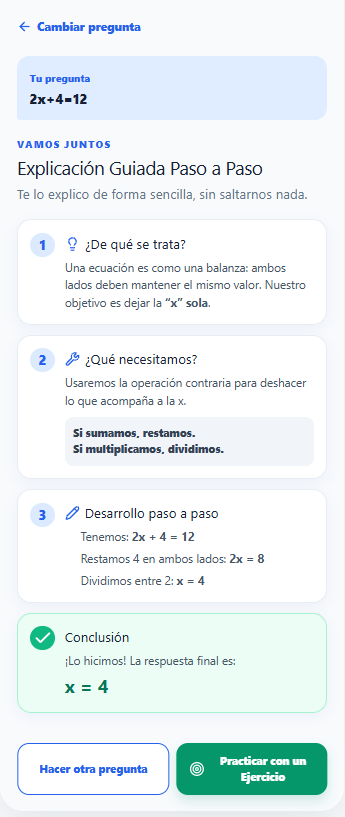 Cambiar pregunta
Tu pregunta
2x+4=12
VAMOS JUNTOS
Explicación Guiada Paso a Paso
Te lo explico de forma sencilla, sin saltarnos nada.
1 ¿De qué se trata?
Una ecuación es como una balanza: ambos
lados deben mantener el mismo valor. Nuestro
objetivo es dejar la “x” sola.
2 ¿Qué necesitamos?
Usaremos la operación contraria para deshacer
lo que acompaña a la x.
Si sumamos, restamos.
Si multiplicamos, dividimos.
3 Desarrollo paso a paso
Tenemos: 2x + 4 = 12
Restamos 4 en ambos lados: 2x = 8
Dividimos entre 2: x = 4
Conclusión
¡Lo hicimos! La respuesta final es:
x = 4
Hacer otra pregunta
Practicar con un
Ejercicio